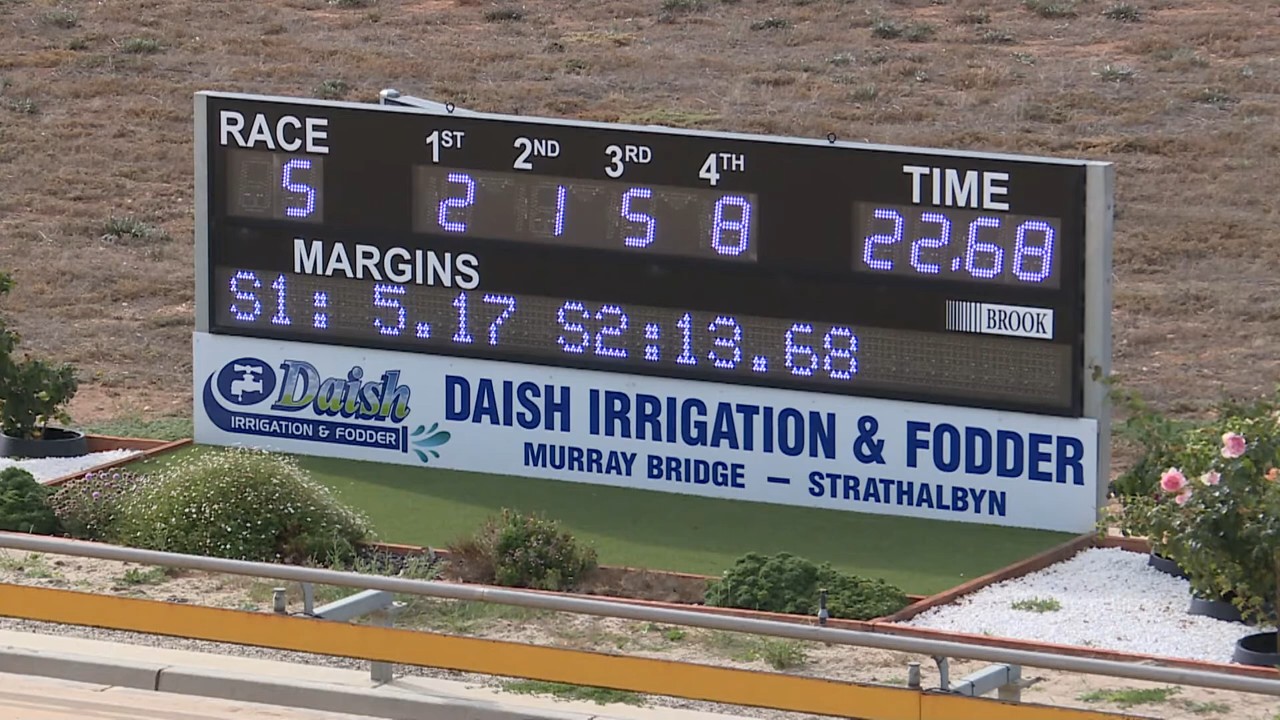 RACE 1ST 2ND 3RD 4TH TIME
5 2 1 5 8 22.68
MARGINS
BROOK
S1: 5.17 S2:13.68
Daish
IRRIGATION & FODDER
DAISH IRRIGATION & FODDER
MURRAY BRIDGE – STRATHALBYN